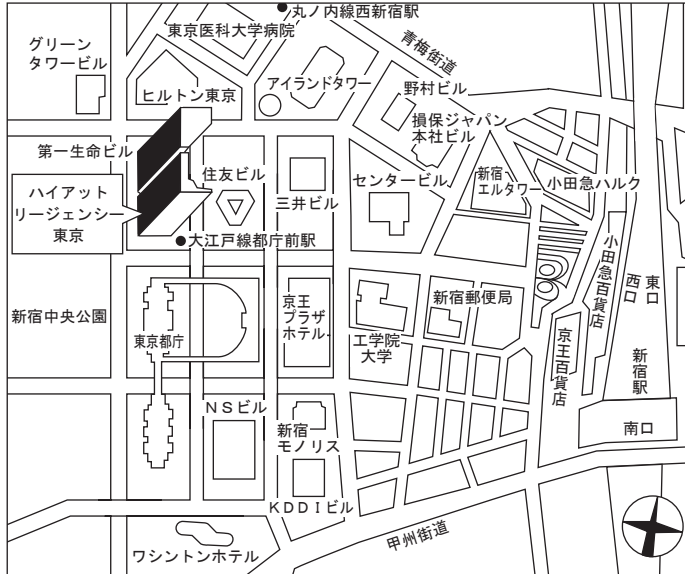 丸ノ内線西新宿駅
東京医科大学病院
青梅街道
グリーン
タワービル
アイランドタワー
野村ビル
ヒルトン東京
損保ジャパン
本社ビル
第一生命ビル
住友ビル
三井ビル
センタービル
新宿
エルタワー
小田急ハルク
ハイアット
リージェンシー
東京
大江戸線都庁前駅
小田急百貨店
東口
西口
新宿中央公園
東京都庁
京王
プラザ
ホテル
工学院
大学
新宿郵便局
京王百貨店
新宿駅
南口
NSビル
新宿
モノリス
KDDIビル
甲州街道
ワシントンホテル